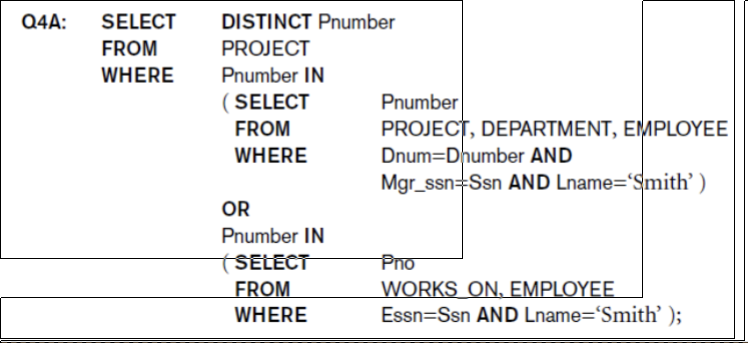 Q4A: SELECT DISTINCT Pnumber
FROM PROJECT
WHERE Pnumber IN
( SELECT Pnumber
FROM PROJECT, DEPARTMENT, EMPLOYEE
WHERE Dnum=Dnumber AND
Mgr_ssn=Ssn AND Lname=‘Smith’ )
OR
Pnumber IN
( SELECT Pno
FROM WORKS_ON, EMPLOYEE
WHERE Essn=Ssn AND Lname=‘Smith’ );